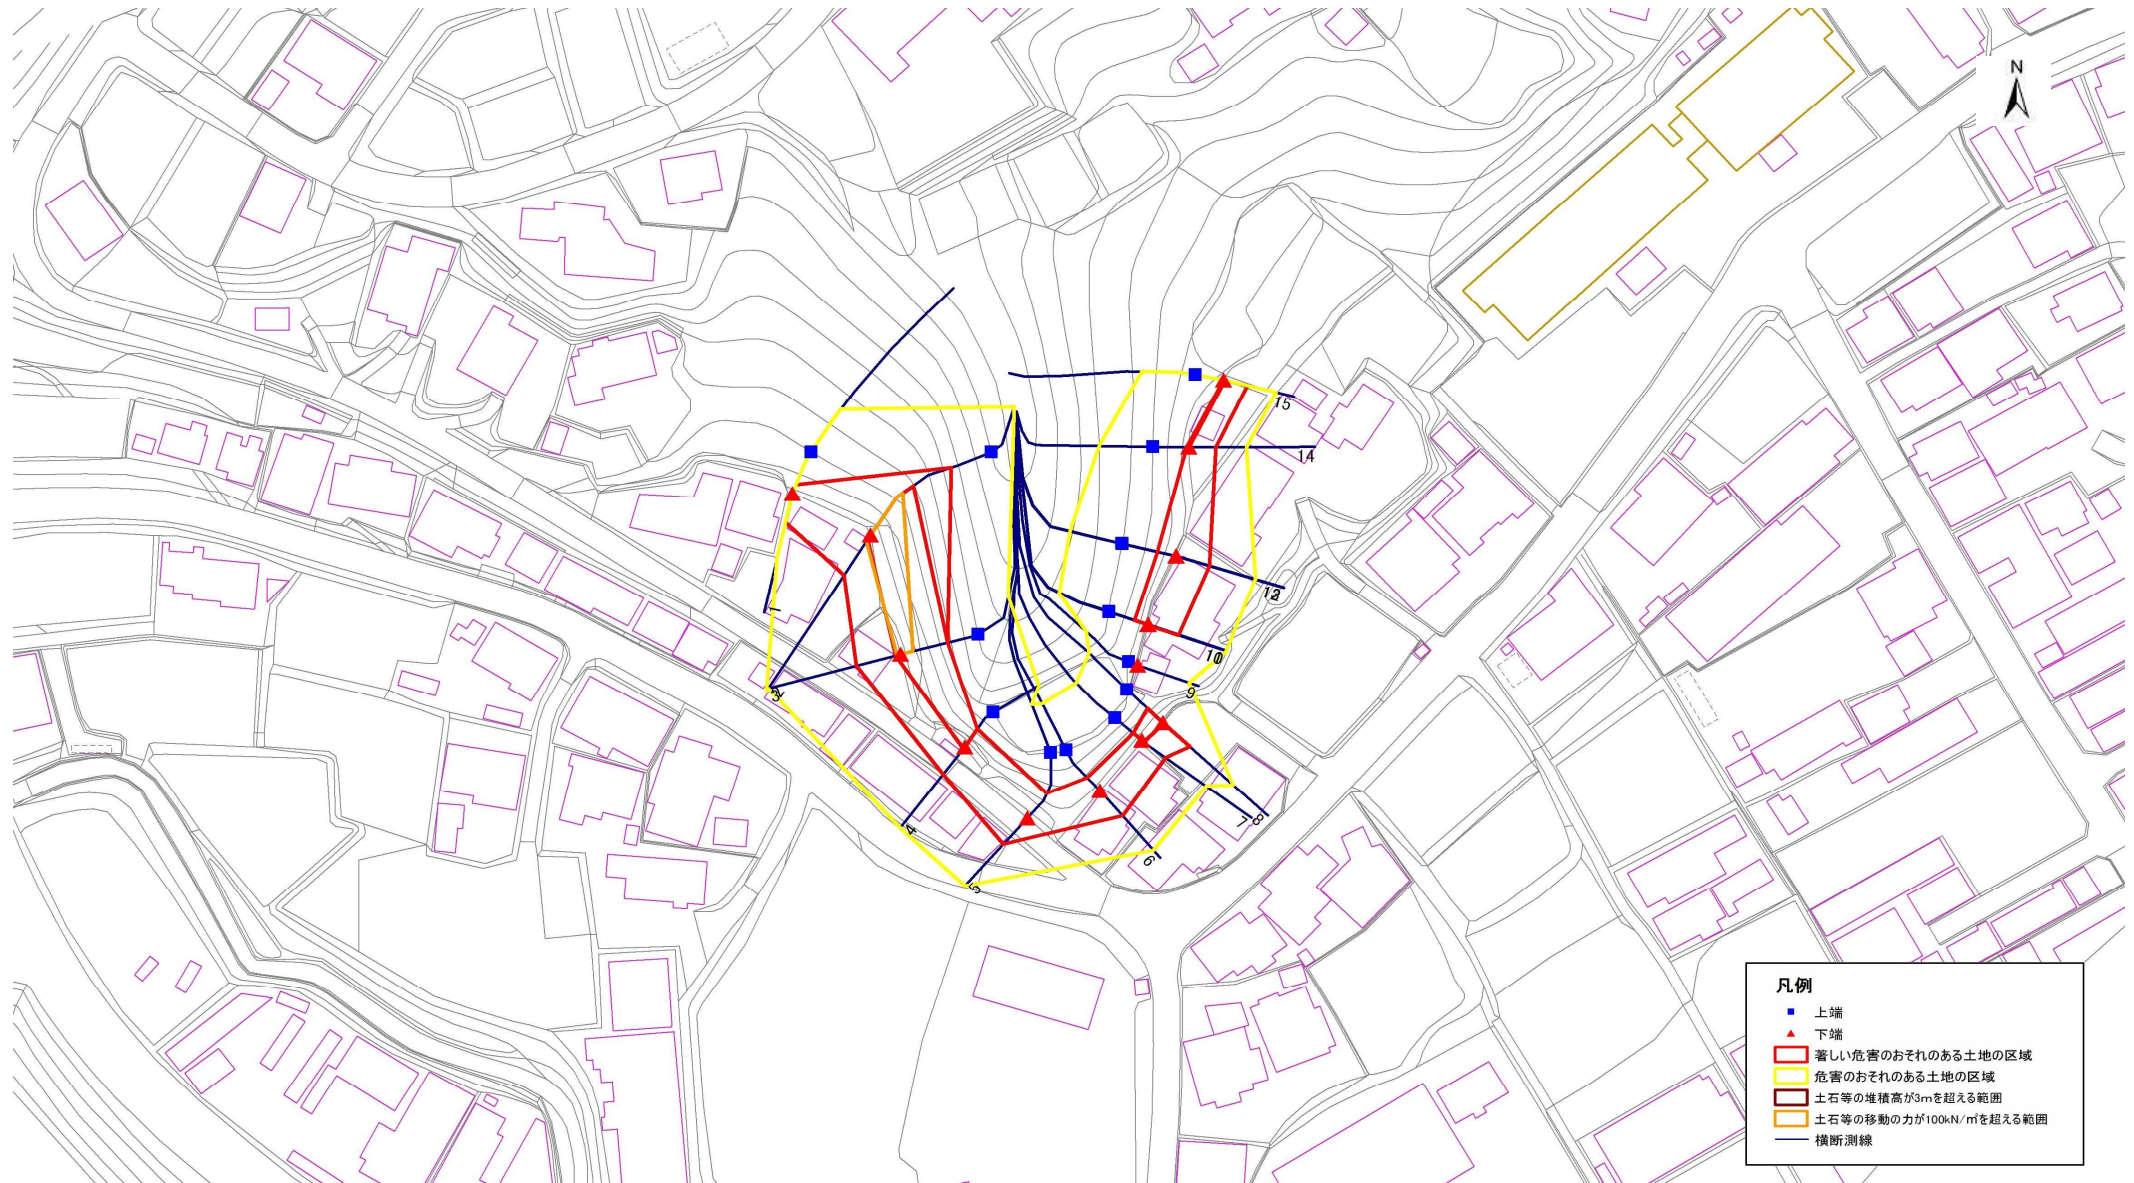 N
15
14
1
10
9
4
7
8
6
5
凡例
上端
下端
著しい危害のおそれのある土地の区域
危害のおそれのある土地の区域
土石等の堆積高が3mを超える範囲
土石等の移動の力が100kN/㎡を超える範囲
横断測線